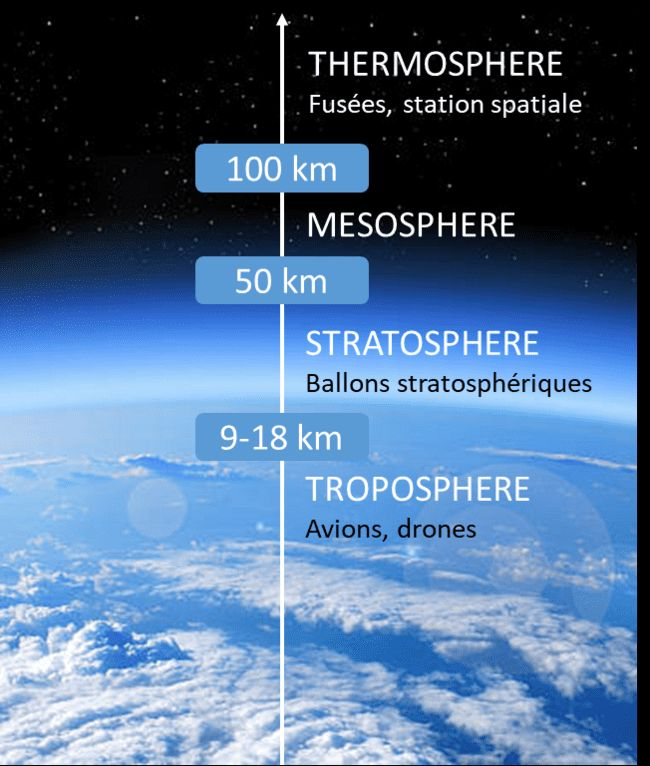 THERMOSPHERE
Fusées, station spatiale
100 km
MESOSPHERE
50 km
STRATOSPHERE
Ballons stratosphériques
9-18 km
TROPOSPHERE
Avions, drones